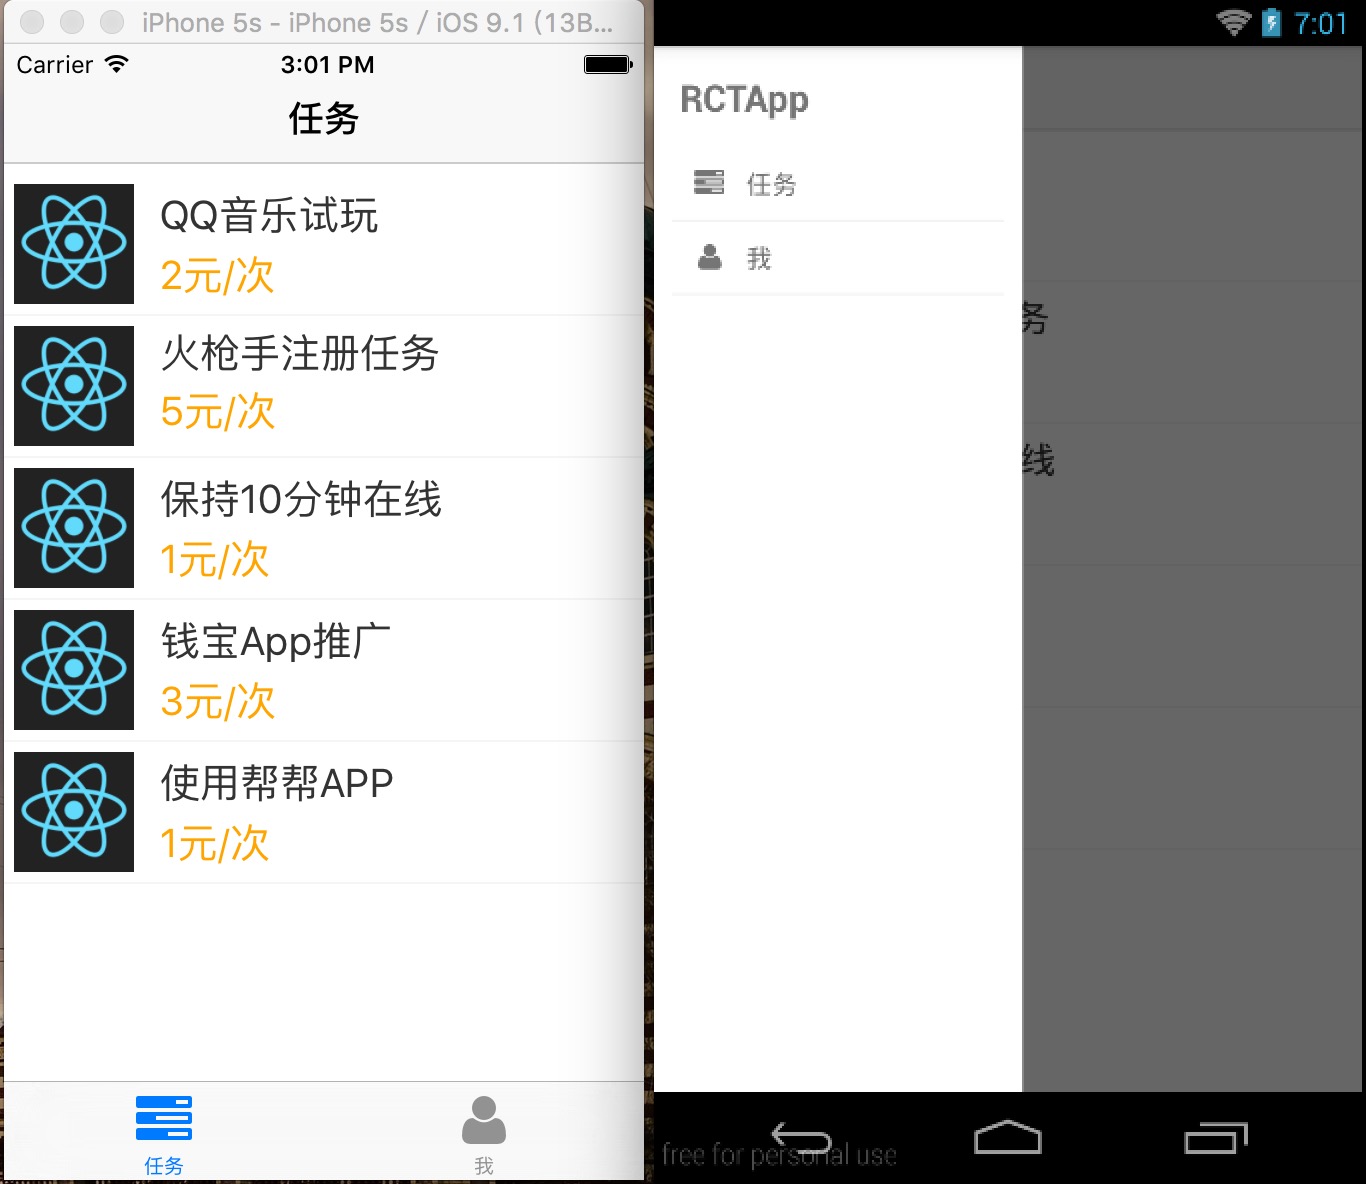 iPhone 5s - iPhone 5s / iOS 9.1 (13B...
Carrier
3:01 PM
任务
QQ音乐试玩
2元/次
火枪手注册任务
5元/次
保持10分钟在线
1元/次
钱宝App推广
3元/次
使用帮帮APP
1元/次
任务
我
7:01
RCTApp
任务
我
务
线
free for personal use